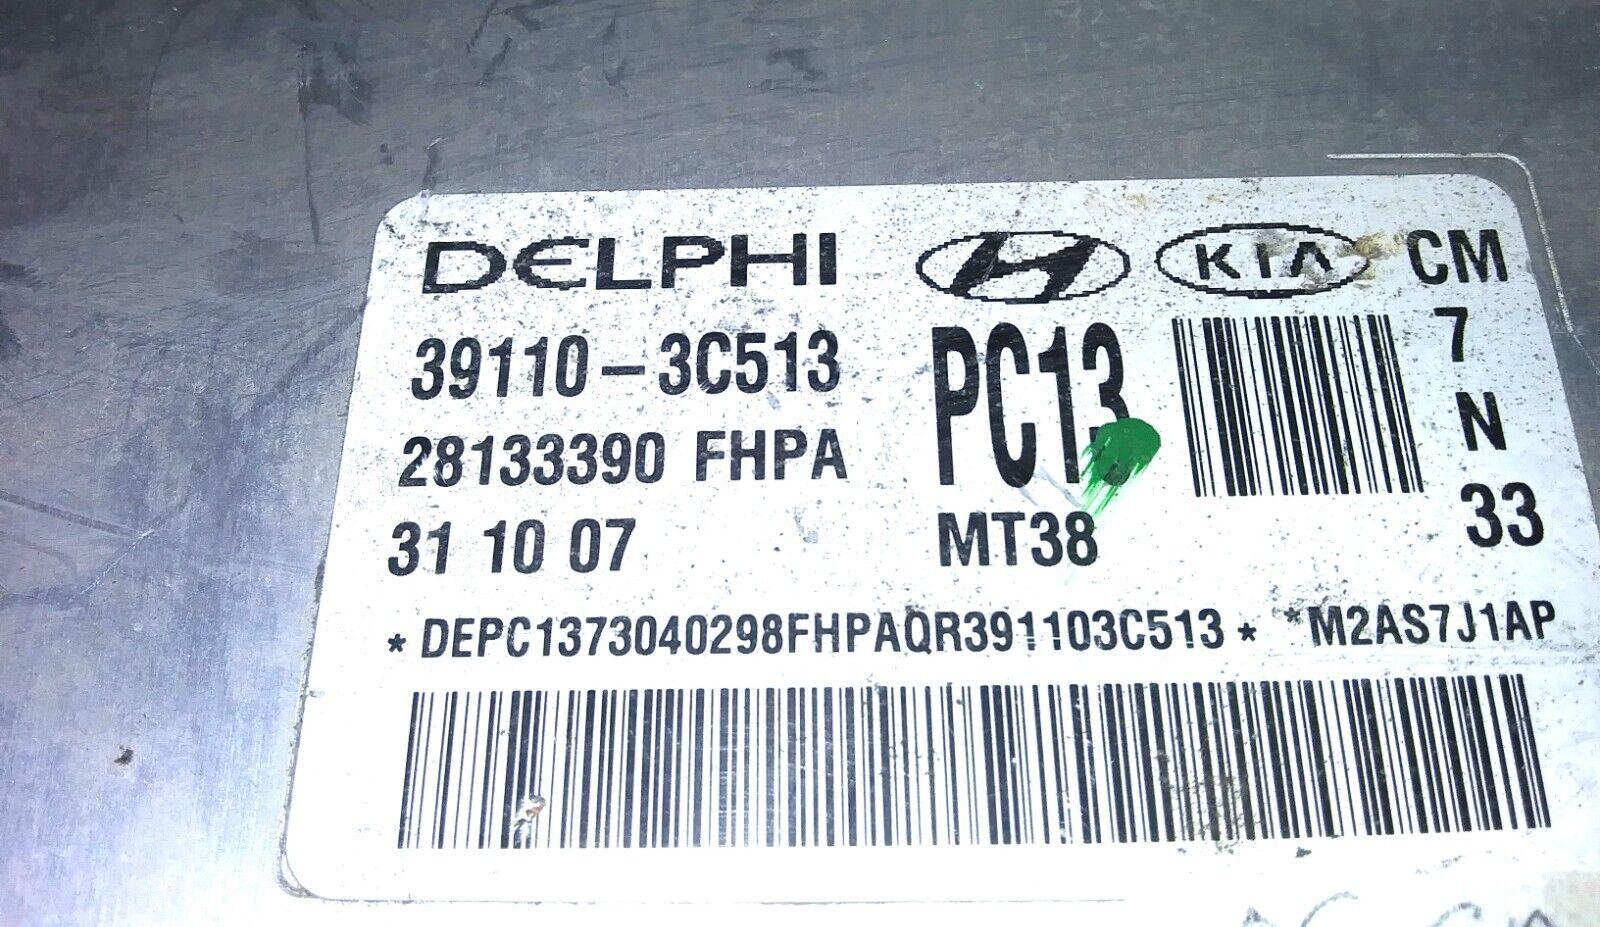 DELPHI H KIA CM
39110-3C513 PC13 7
28133390 FHPA N
31 10 07 MT38 33
*DEPC1373040298FHPAQR391103C513* *M2AS7J1AP